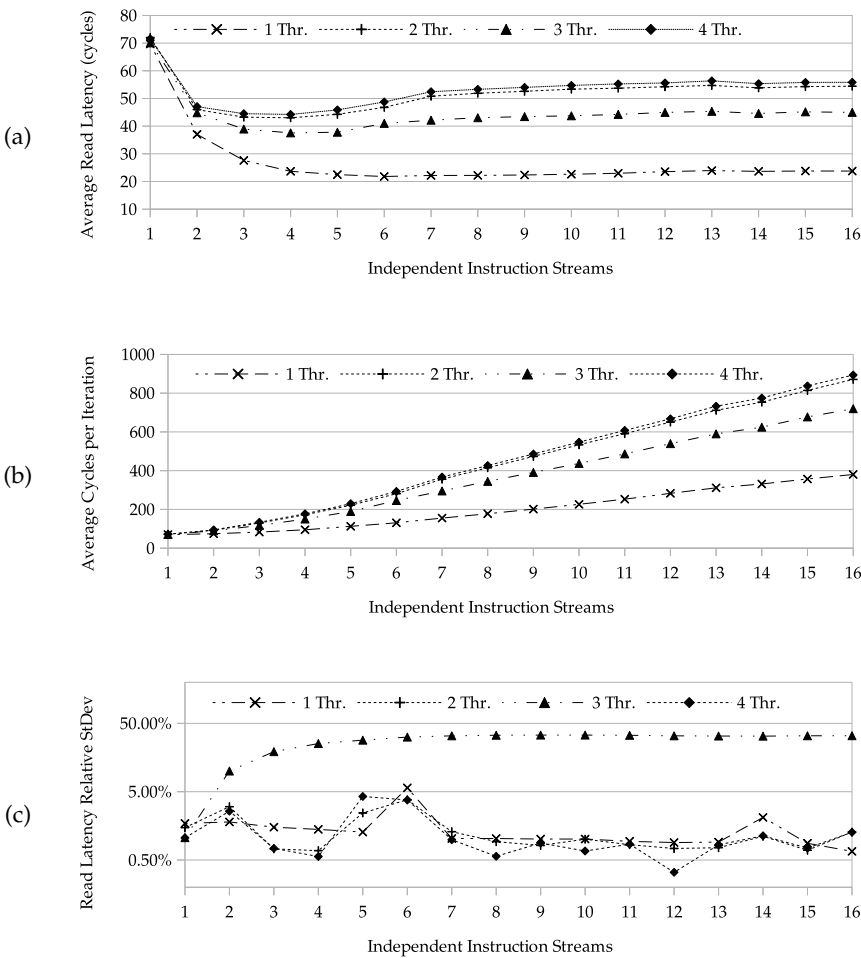 (a)
Average Read Latency (cycles)
80
70
60
50
40
30
20
10
1 Thr. 2 Thr. 3 Thr. 4 Thr.
1 2 3 4 5 6 7 8 9 10 11 12 13 14 15 16
Independent Instruction Streams
(b)
Average Cycles per Iteration
1000
800
600
400
200
0
1 Thr. 2 Thr. 3 Thr. 4 Thr.
1 2 3 4 5 6 7 8 9 10 11 12 13 14 15 16
Independent Instruction Streams
(c)
Read Latency Relative StDev
50.00%
5.00%
0.50%
1 Thr. 2 Thr. 3 Thr. 4 Thr.
1 2 3 4 5 6 7 8 9 10 11 12 13 14 15 16
Independent Instruction Streams